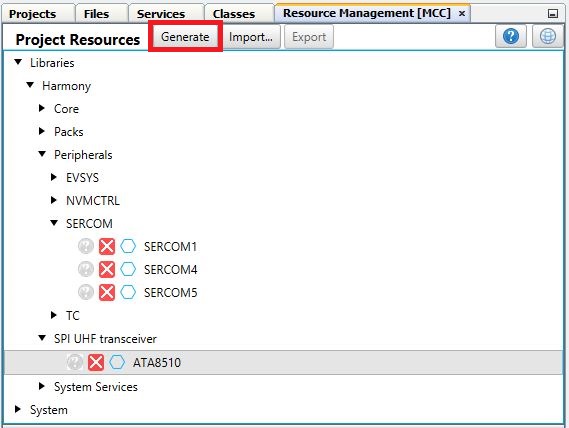 Projects Files Services Classes Resource Management [MCC] ×
Project Resources Generate Import... Export ?
Libraries
Harmony
Core
Packs
Peripherals
EVSYS
NVMCTRL
SERCOM
? SERCOM1
? SERCOM4
? SERCOM5
TC
SPI UHF transceiver
? ATA8510
System Services
System